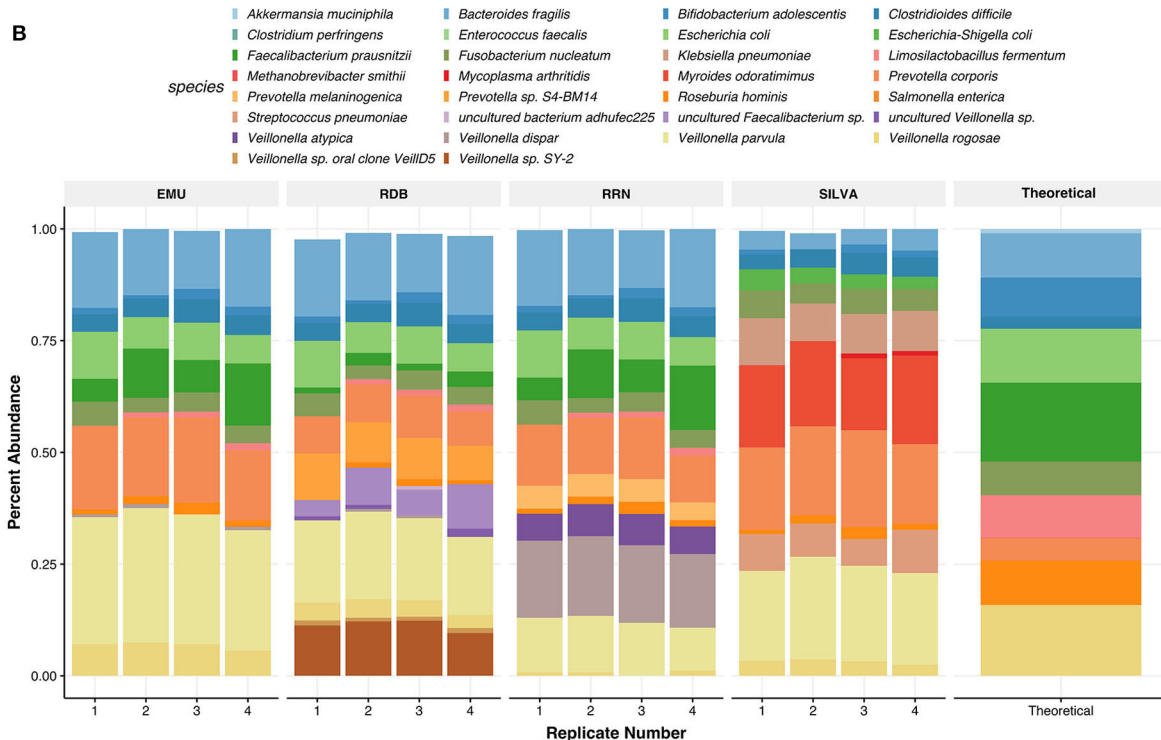 B
Akkermansia muciniphila Bacteroides fragilis Bifidobacterium adolescentis Clostridioides difficile
Clostridium perfringens Enterococcus faecalis Escherichia coli Escherichia-Shigella coli
Faecalibacterium prausnitzii Fusobacterium nucleatum Klebsiella pneumoniae Limosilactobacillus fermentum
species
Methanobrevibacter smithii Mycoplasma arthritidis Myroides odoratimimus Prevotella corporis
Prevotella melaninogenica Prevotella sp. S4-BM14 Roseburia hominis Salmonella enterica
Streptococcus pneumoniae uncultured bacterium adhufec225 uncultured Faecalibacterium sp. uncultured Veillonella sp.
Veillonella atypica Veillonella dispar Veillonella parvula Veillonella rogosae
Veillonella sp. oral clone VeillD5 Veillonella sp. SY-2
EMU RDB RRN SILVA Theoretical
Percent Abundance
1.00
0.75
0.50
0.25
0.00
1 2 3 4 1 2 3 4 1 2 3 4 1 2 3 4 Theoretical
Replicate Number